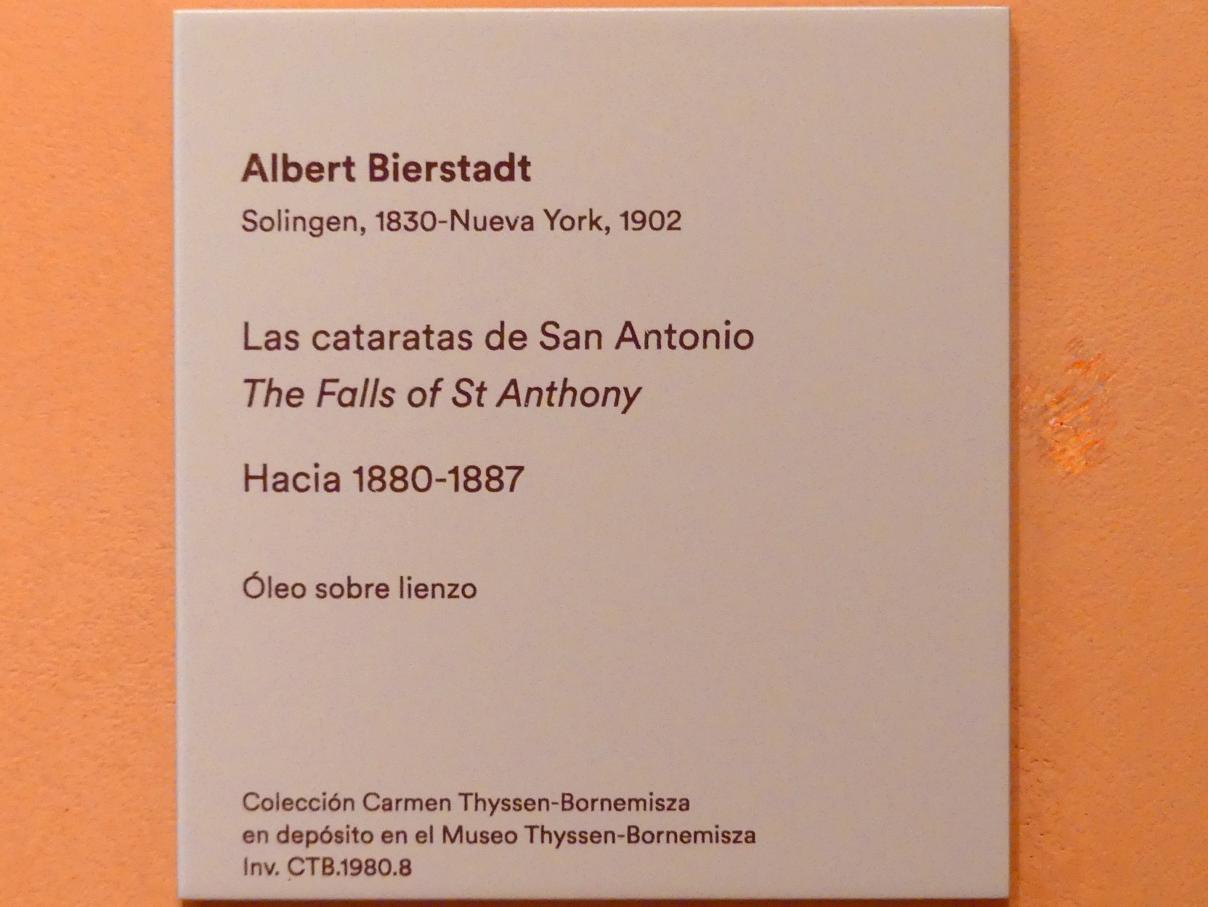 Albert Bierstadt
Solingen, 1830-Nueva York, 1902
Las cataratas de San Antonio
The Falls of St Anthony
Hacia 1880-1887
Óleo sobre lienzo
Colección Carmen Thyssen-Bornemisza
en depósito en el Museo Thyssen-Bornemisza
Inv. CTB.1980.8